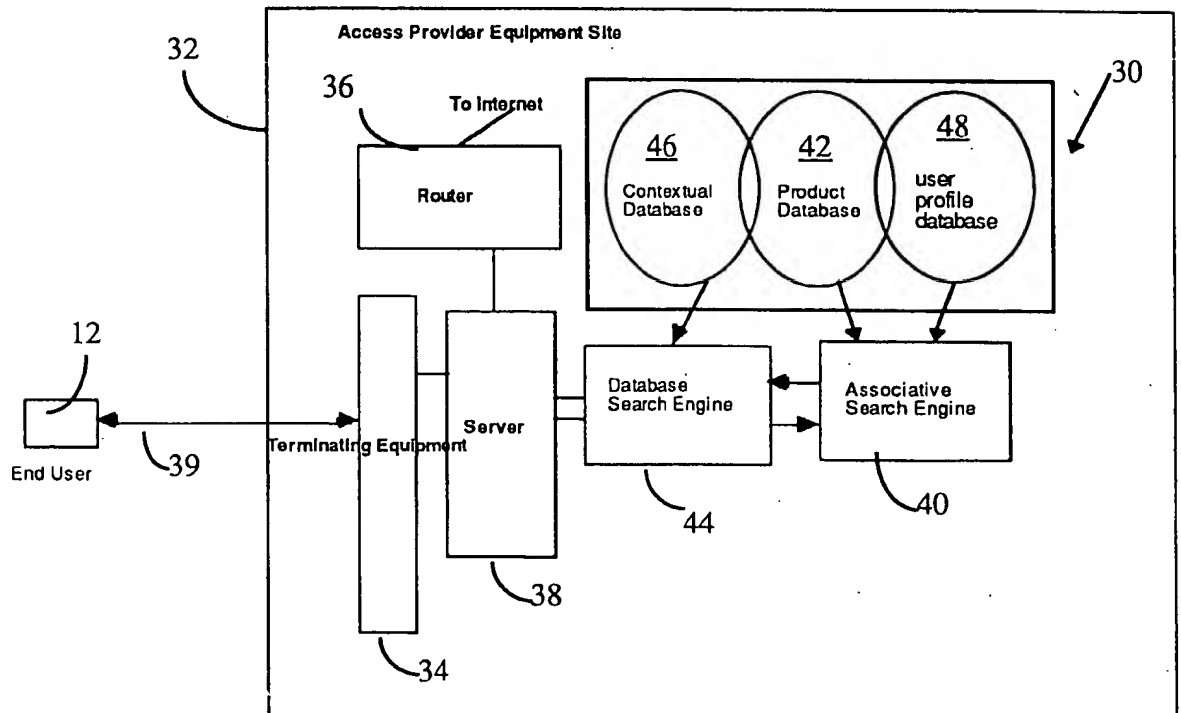 Access Provider Equipment Site
32
36
To Internet
30
Router
46
Contextual
Database
42
Product
Database
48
user
profile
database
12
End User
39
Terminating Equipment
Server
Database
Search Engine
Associative
Search Engine
44
40
38
34